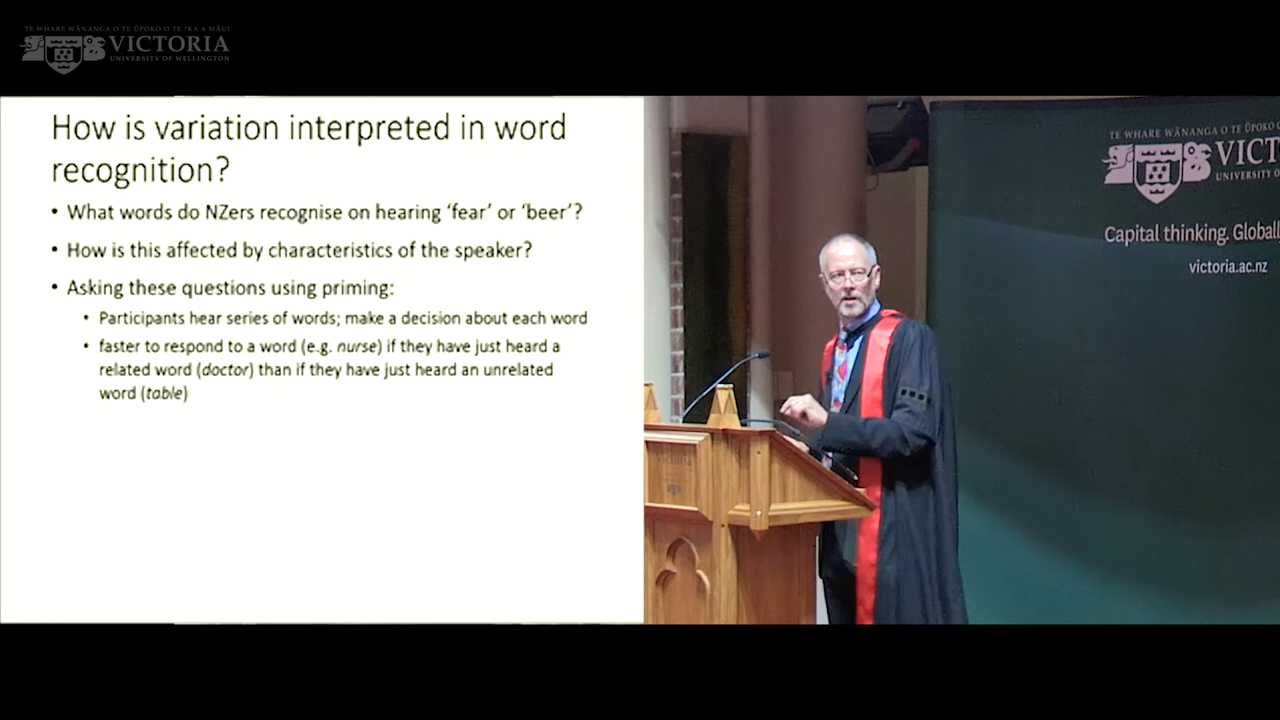 TE WHARE WĀNANGA O TE ŪPOKO O TE IKA A MĀUI
VICTORIA
UNIVERSITY OF WELLINGTON
How is variation interpreted in word
recognition?
• What words do NZers recognise on hearing ‘fear’ or ‘beer’?
• How is this affected by characteristics of the speaker?
• Asking these questions using priming:
• Participants hear series of words; make a decision about each word
• faster to respond to a word (e.g. nurse) if they have just heard a
related word (doctor) than if they have just heard an unrelated
word (table)
TE WHARE WĀNANGA O TE ŪPOKO O
VICT
UNIVERSITY O
Capital thinking. Globall
victoria.ac.nz